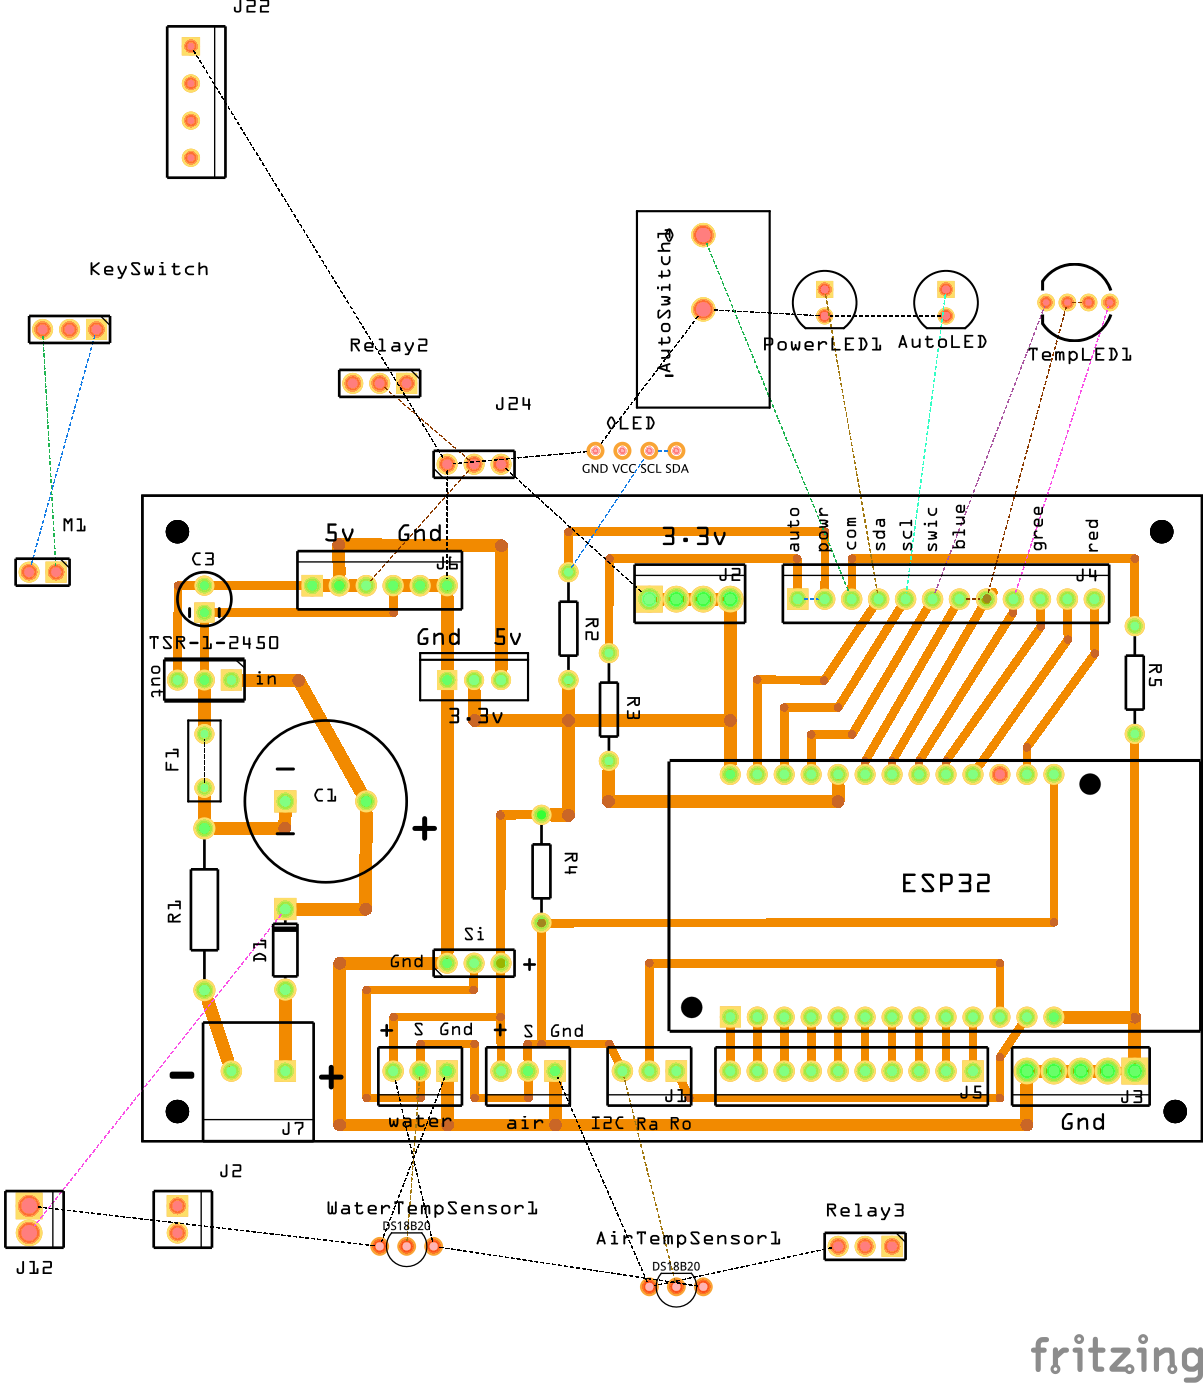 J22
KeySwitch
AutoSwitch1
PowerLED1
AutoLED
TempLED1
Relay2
J24
OLED
GND VCC SCL SDA
M1
5v Gnd
3.3v
auto
powr
com
sda
scl
swic
blue
gree
red
C3
J6
J2
J4
TSR-1-2450
out
in
Gnd 5v
3.3v
R2
R3
R5
F1
C1
+
R4
ESP32
R1
D1
Si
Gnd
+
+ S Gnd
+ S Gnd
- +
J7
water
air
I2C Ra Ro
J1
J5
J3
Gnd
J2
J12
WaterTempSensor1
DS18B20
AirTempSensor1
DS18B20
Relay3
fritzing